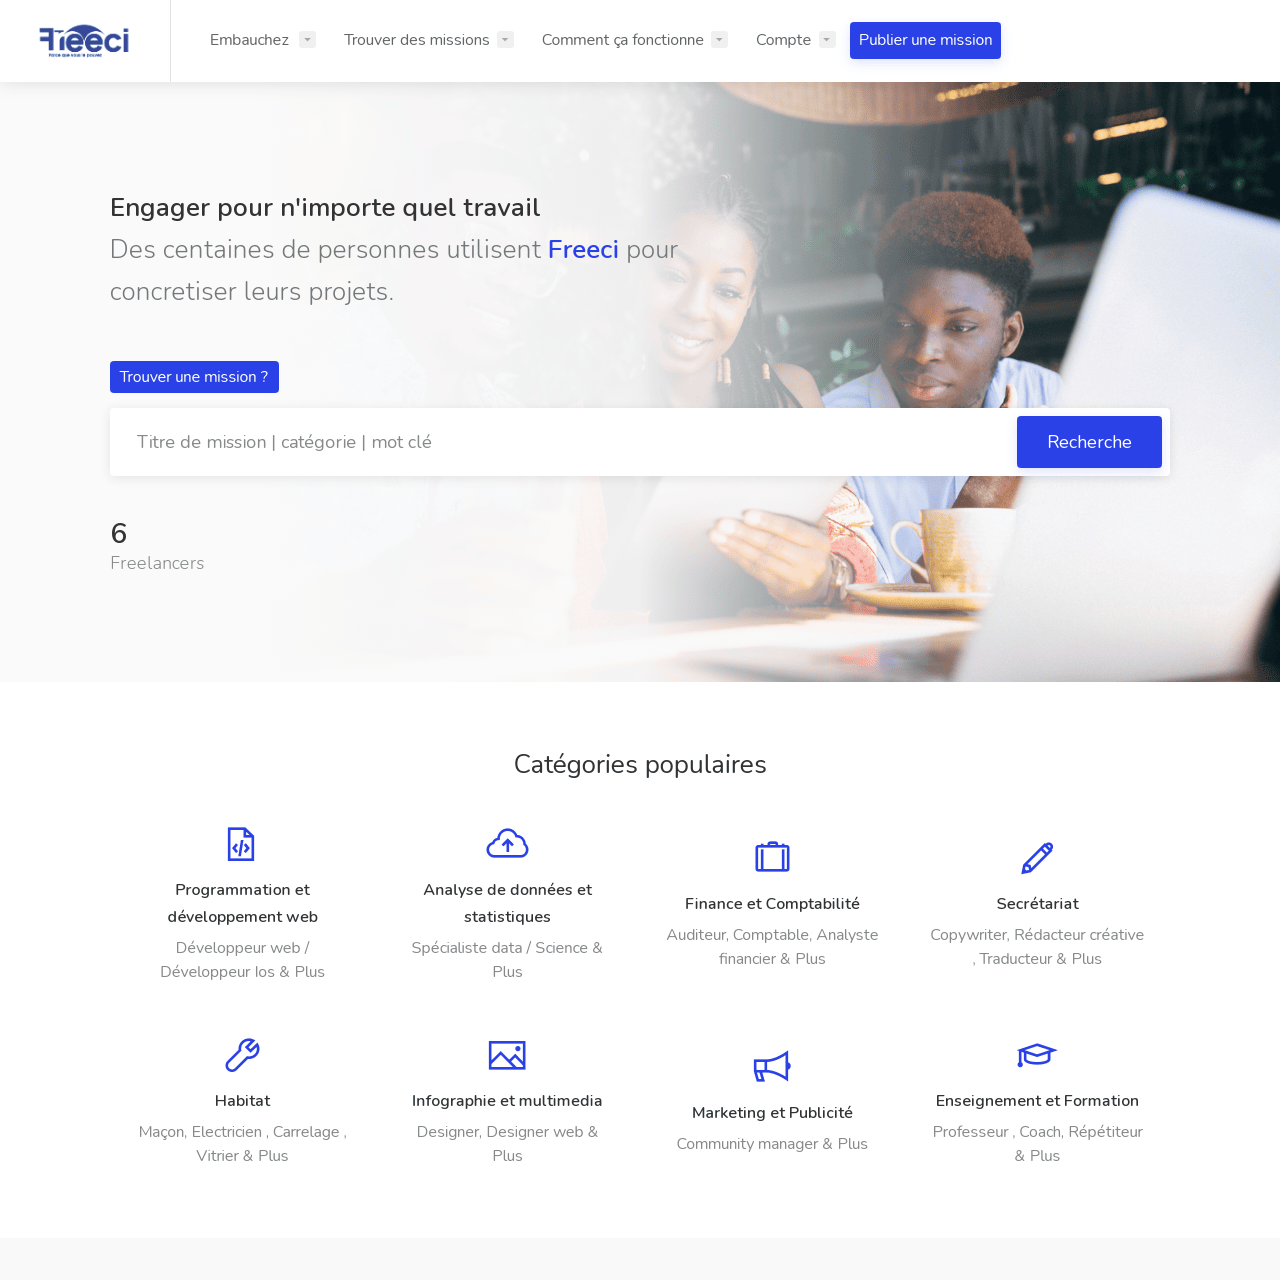 Freeci
Embauchez
Trouver des missions
Comment ça fonctionne
Compte
Publier une mission
Engager pour n'importe quel travail
Des centaines de personnes utilisent Freeci pour
concretiser leurs projets.
Trouver une mission ?
Titre de mission | catégorie | mot clé
Recherche
6
Freelancers
Catégories populaires
Programmation et
développement web
Développeur web /
Développeur Ios & Plus
Analyse de données et
statistiques
Spécialiste data / Science &
Plus
Finance et Comptabilité
Auditeur, Comptable, Analyste
financier & Plus
Secrétariat
Copywriter, Rédacteur créative
, Traducteur & Plus
Habitat
Maçon, Electricien , Carrelage ,
Vitrier & Plus
Infographie et multimedia
Designer, Designer web &
Plus
Marketing et Publicité
Community manager & Plus
Enseignement et Formation
Professeur , Coach, Répétiteur
& Plus